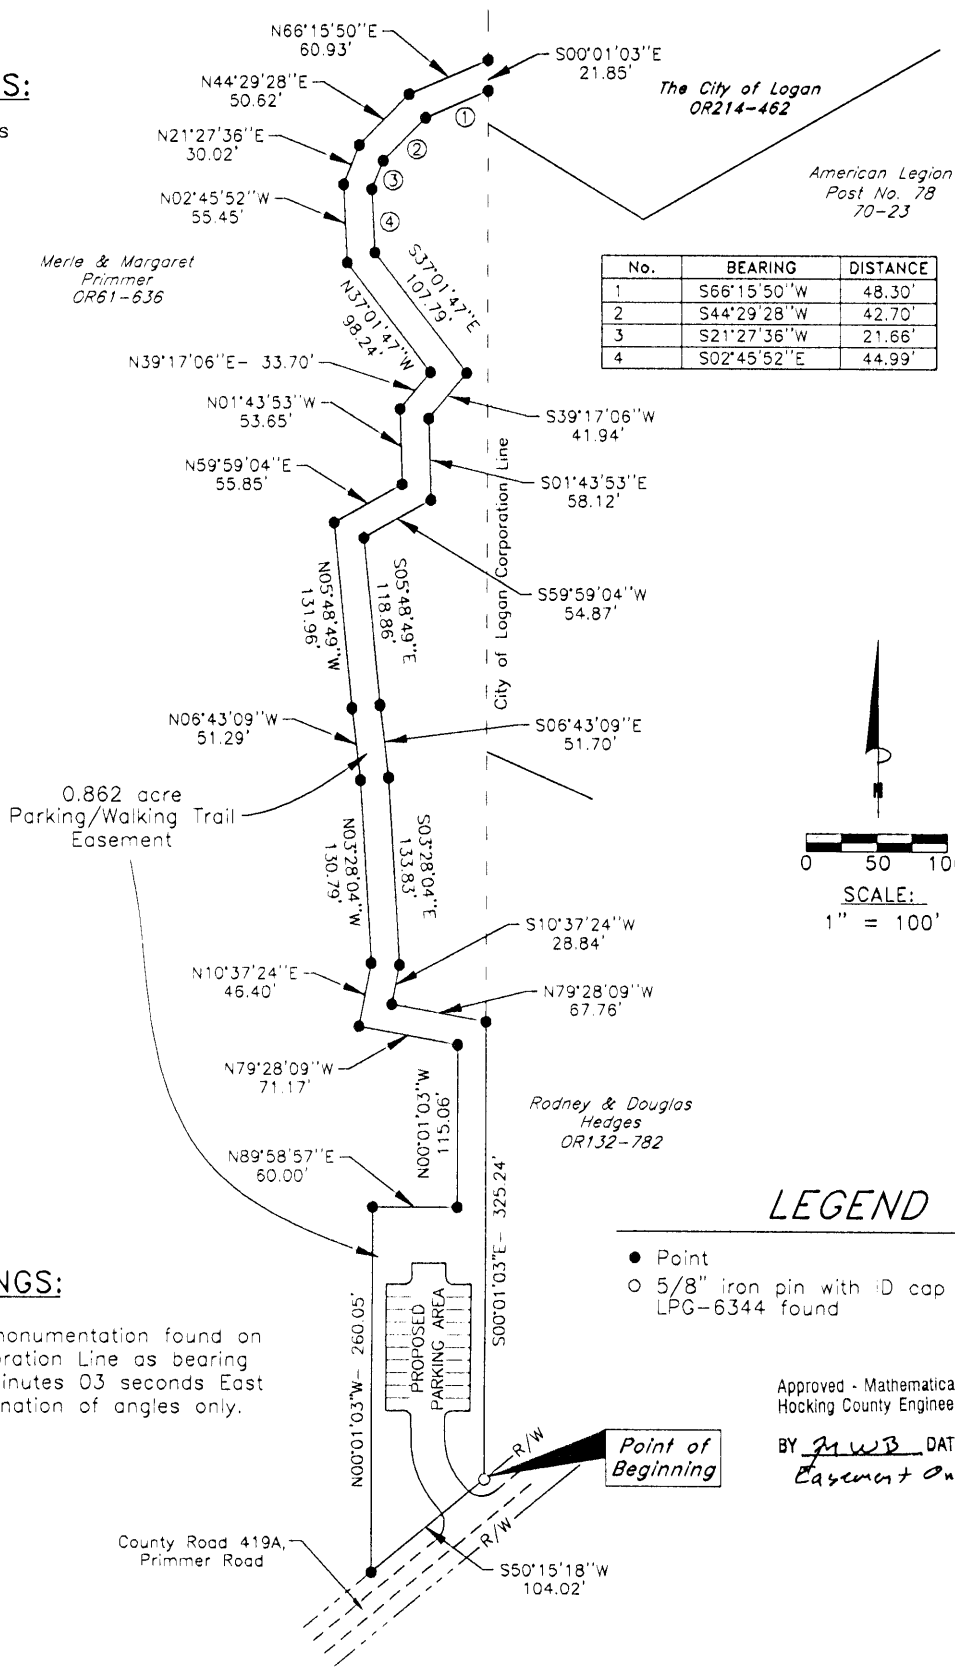 N66°15'50"E
60.93'
S00°01'03"E
21.85'
S:
s
N44°29'28"E
50.62'
The City of Logan
OR214-462
N21°27'36"E
30.02'
American Legion
Post No. 78
70-23
N02°45'52"W
55.45'
1
2
3
4
Merle & Margaret
Primmer
OR61-636
S37°01'47"E
107.79'
N37°01'47"W
98.24'
No. BEARING DISTANCE
1 S66°15'50"W 48.30'
2 S44°29'28"W 42.70'
3 S21°27'36"W 21.66'
4 S02°45'52"E 44.99'
N39°17'06"E- 33.70'
N01°43'53"W
53.65'
S39°17'06"W
41.94'
N59°59'04"E
55.85'
S01°43'53"E
58.12'
City of Logan Corporation Line
S59°59'04"W
54.87'
N05°48'49"W
131.96'
S05°48'49"E
118.86'
N06°43'09"W
51.29'
S06°43'09"E
51.70'
0.862 acre
Parking/Walking Trail
Easement
N
0 50 10
SCALE:
1" = 100'
N03°28'04"W
130.79'
S03°28'04"E
133.83'
S10°37'24"W
28.84'
N10°37'24"E
46.40'
N79°28'09"W
67.76'
N79°28'09"W
71.17'
N00°01'03"W
115.06'
Rodney & Douglas
Hedges
OR132-782
N89°58'57"E
60.00'
S00°01'03"E- 325.24'
LEGEND
Point
5/8" iron pin with ID cap
LPG-6344 found
NGS:
monumentation found on
oration Line as bearing
inutes 03 seconds East
nation of angles only.
N00°01'03"W- 260.05'
PROPOSED
PARKING AREA
Approved - Mathematica
Hocking County Enginee
BY MWB DAT
Easement On
R/W
Point of
Beginning
R/W
County Road 419A,
Primmer Road
S50°15'18"W
104.02'